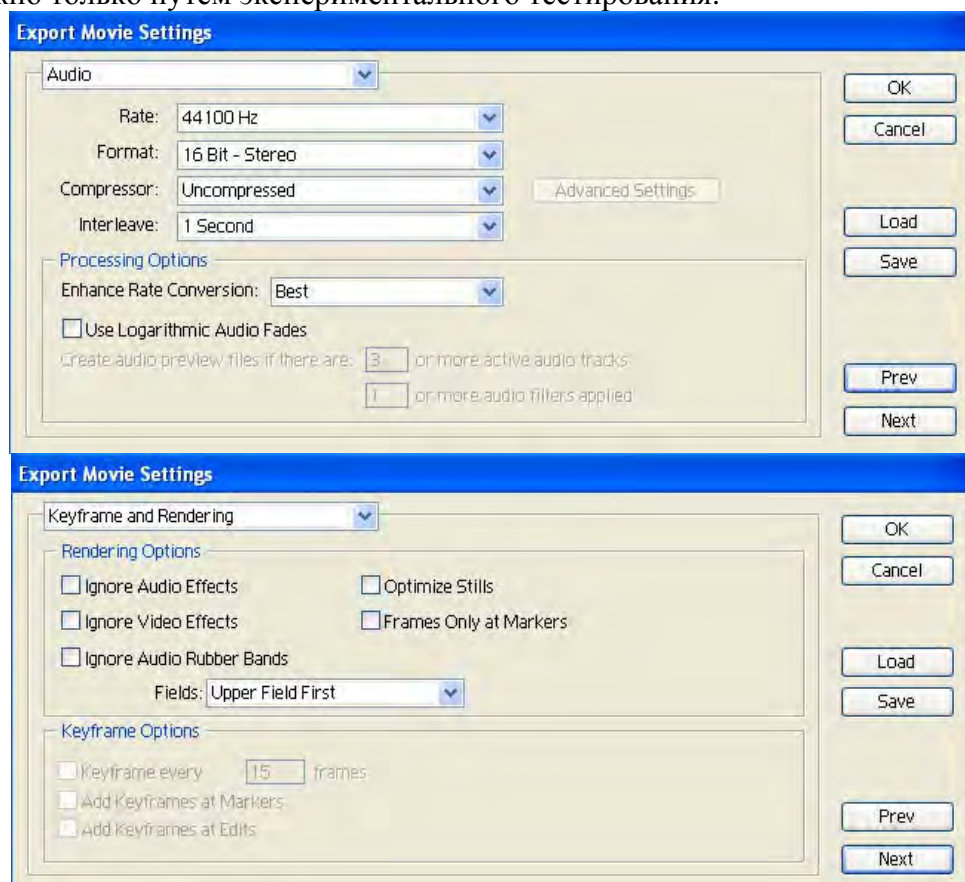 только путем экспериментального тестирования.
Export Movie Settings
Audio
OK
Rate: 44100 Hz
Cancel
Format: 16 Bit - Stereo
Compressor: Uncompressed
Advanced Settings
Interleave: 1 Second
Load
Processing Options
Save
Enhance Rate Conversion: Best
Use Logarithmic Audio Fades
Create audio preview files if there are: 3 or more active audio tracks
Prev
1 or more audio filters applied
Next
Export Movie Settings
Keyframe and Rendering
OK
Rendering Options
Cancel
Ignore Audio Effects
Optimize Stills
Ignore Video Effects
Frames Only at Markers
Ignore Audio Rubber Bands
Load
Fields: Upper Field First
Save
Keyframe Options
Keyframe every 15 frames
Add Keyframes at Markers
Prev
Add Keyframes at Edits
Next